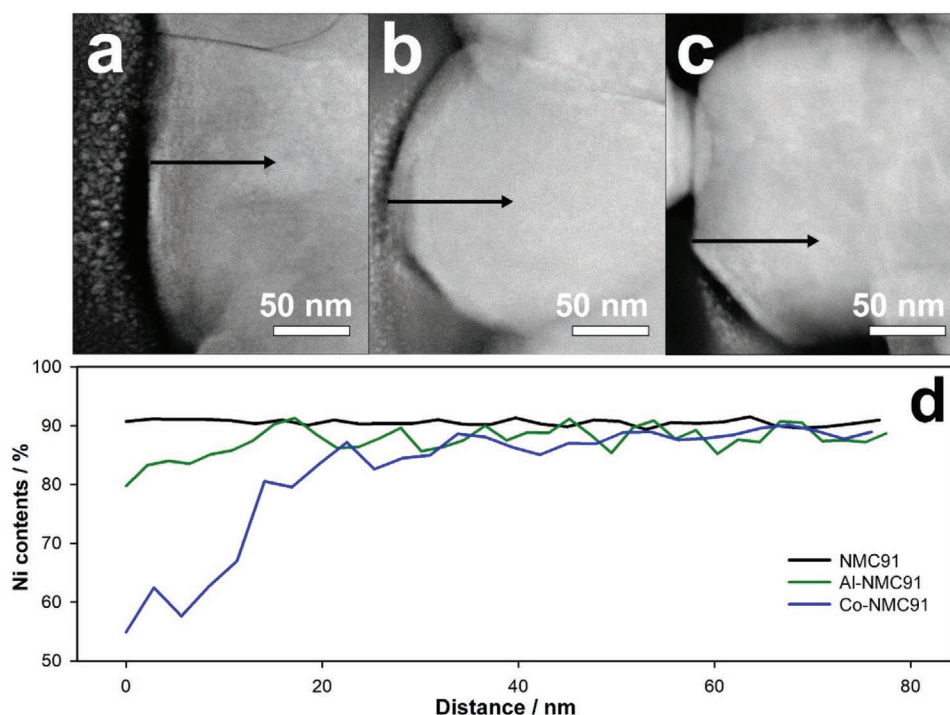 a
b
c
50 nm
50 nm
50 nm
d
100
90
80
70
60
50
Ni contents / %
NMC91
Al-NMC91
Co-NMC91
0
20
40
60
80
Distance / nm